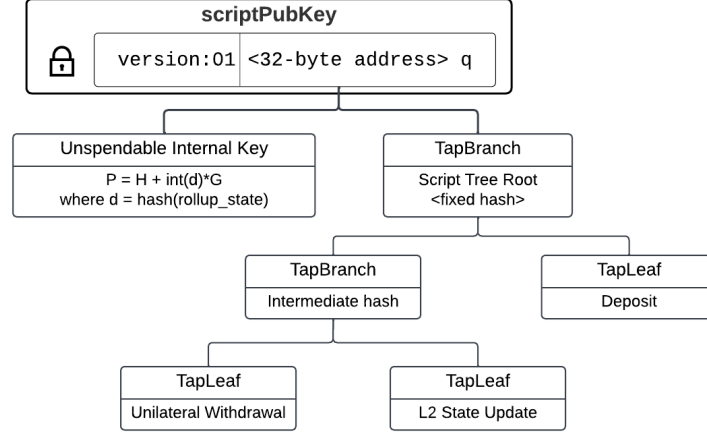 scriptPubKey
version:01 <32-byte address> q
Unspendable Internal Key
P = H + int(d)*G
where d = hash(rollup_state)
TapBranch
Script Tree Root
<fixed hash>
TapBranch
Intermediate hash
TapLeaf
Deposit
TapLeaf
Unilateral Withdrawal
TapLeaf
L2 State Update